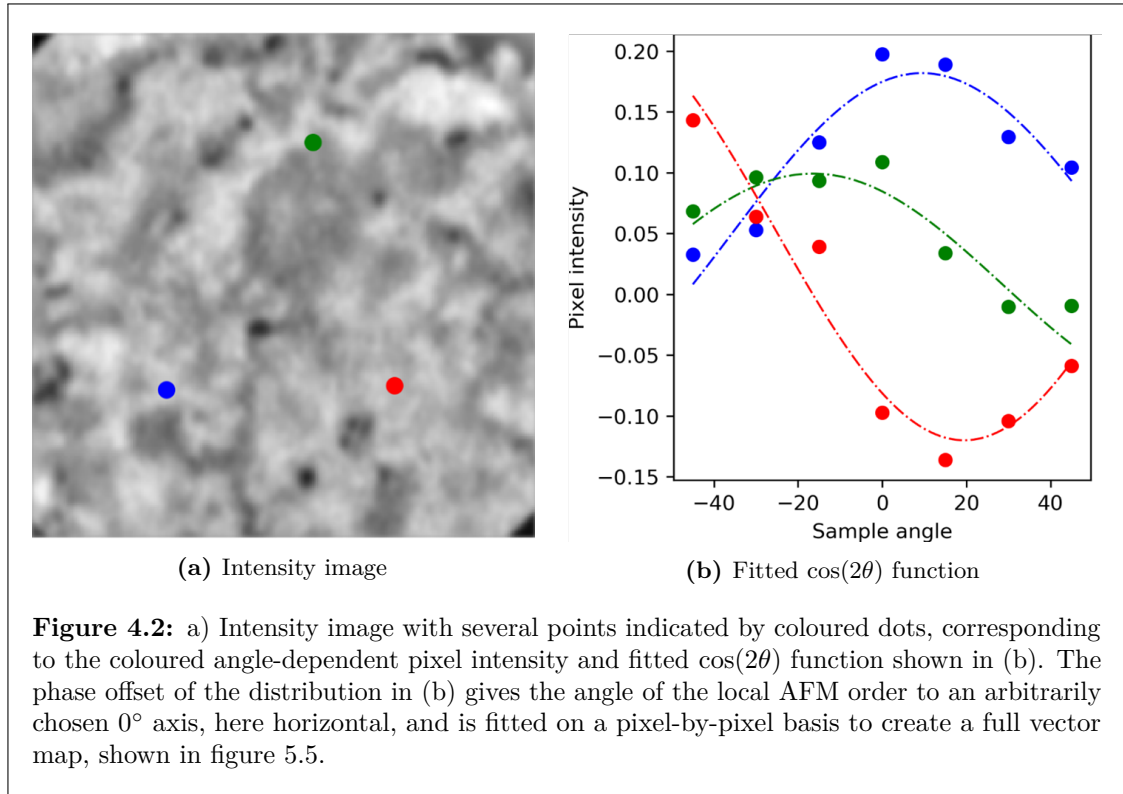 0.20
0.15
0.10
0.05
0.00
−0.05
−0.10
−0.15
Pixel intensity
−40 −20 0 20 40
Sample angle
(a) Intensity image
(b) Fitted cos(2θ) function
Figure 4.2: a) Intensity image with several points indicated by coloured dots, corresponding
to the coloured angle-dependent pixel intensity and fitted cos(2θ) function shown in (b). The
phase offset of the distribution in (b) gives the angle of the local AFM order to an arbitrarily
chosen 0° axis, here horizontal, and is fitted on a pixel-by-pixel basis to create a full vector
map, shown in figure 5.5.